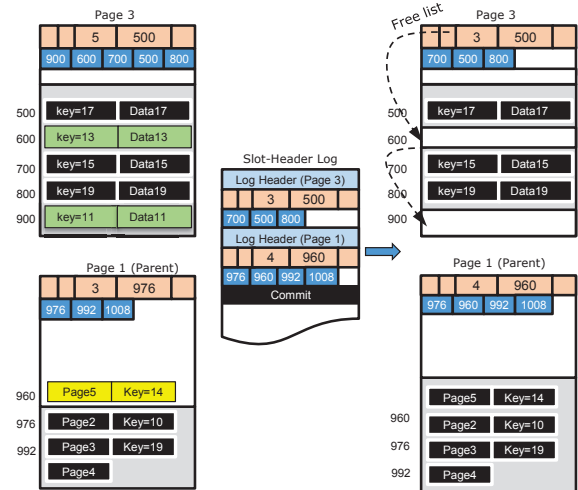 Page 3
5 500
900 600 700 500 800
500 key=17 Data17
600 key=13 Data13
700 key=15 Data15
800 key=19 Data19
900 key=11 Data11
Page 1 (Parent)
3 976
976 992 1008
960 Page5 Key=14
976 Page2 Key=10
992 Page3 Key=19
Page4
Slot-Header Log
Log Header (Page 3)
3 500
700 500 800
Log Header (Page 1)
4 960
976 960 992 1008
Commit
Free list
Page 3
3 500
700 500 800
500 key=17 Data17
600
700 key=15 Data15
800 key=19 Data19
900
Page 1 (Parent)
4 960
976 960 992 1008
Page5 Key=14
960 Page2 Key=10
976 Page3 Key=19
992 Page4